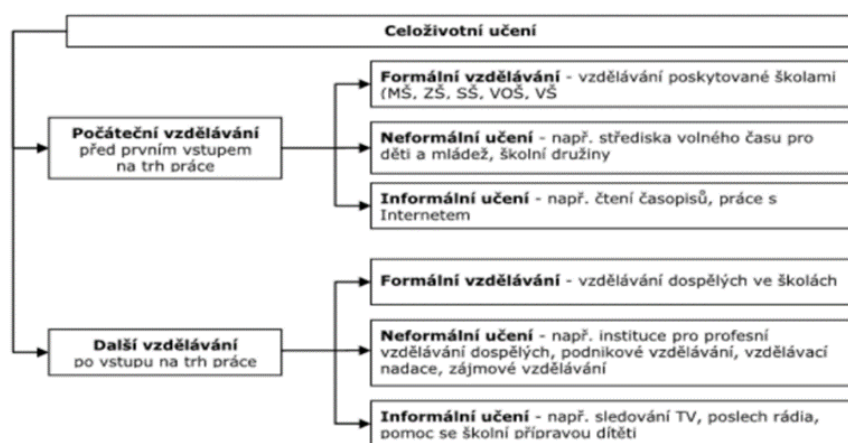 Celoživotní učení
Formální vzdělávání - vzdělávání poskytované školami
(MŠ, ZŠ, SŠ, VOŠ, VŠ
Počáteční vzdělávání
před prvním vstupem
na trh práce
Neformální učení - např. střediska volného času pro
děti a mládež, školní družiny
Informální učení - např. čtení časopisů, práce s
Internetem
Formální vzdělávání - vzdělávání dospělých ve školách
Další vzdělávání
po vstupu na trh práce
Neformální učení - např. instituce pro profesní
vzdělávání dospělých, podnikové vzdělávání, vzdělávací
nadace, zájmové vzdělávání
Informální učení - např. sledování TV, poslech rádia,
pomoc se školní přípravou dítěti